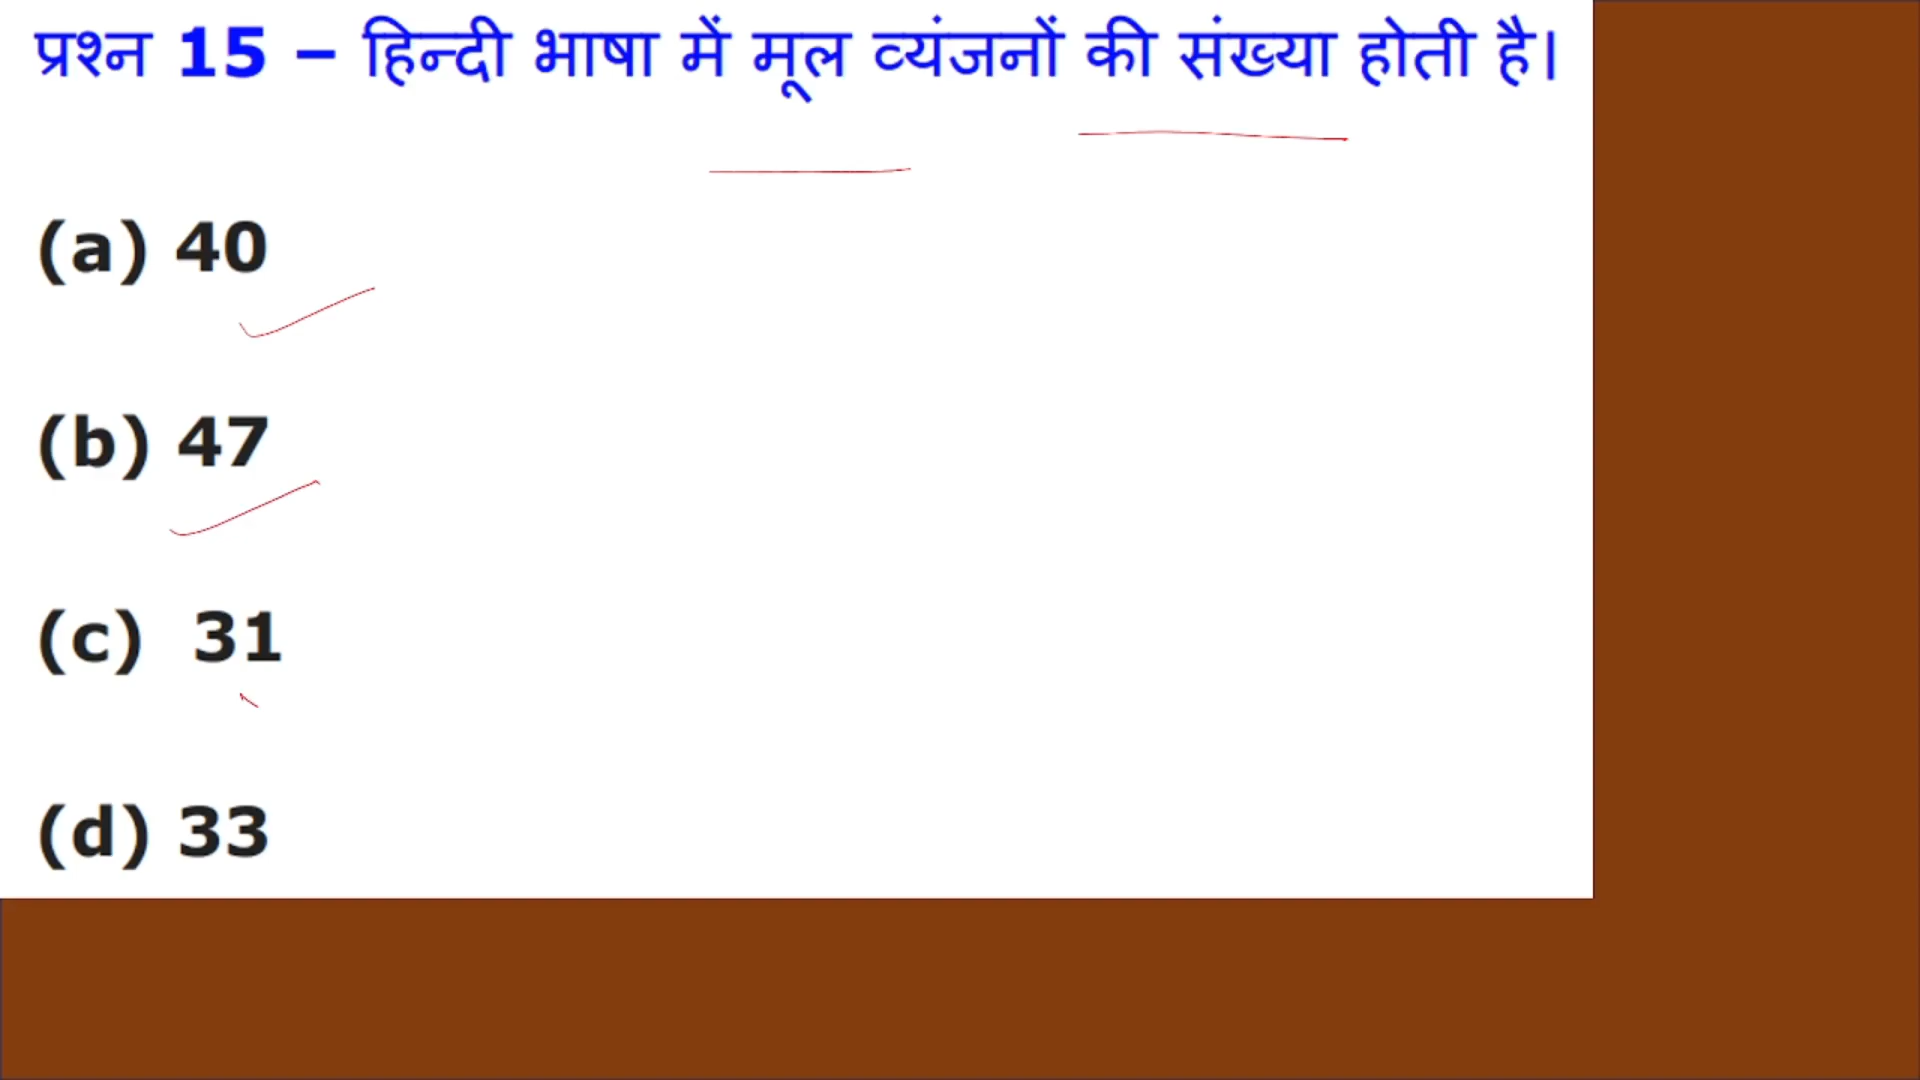 प्रश्न 15 – हिन्दी भाषा में मूल व्यंजनों की संख्या होती है।
(a) 40
(b) 47
(c) 31
(d) 33